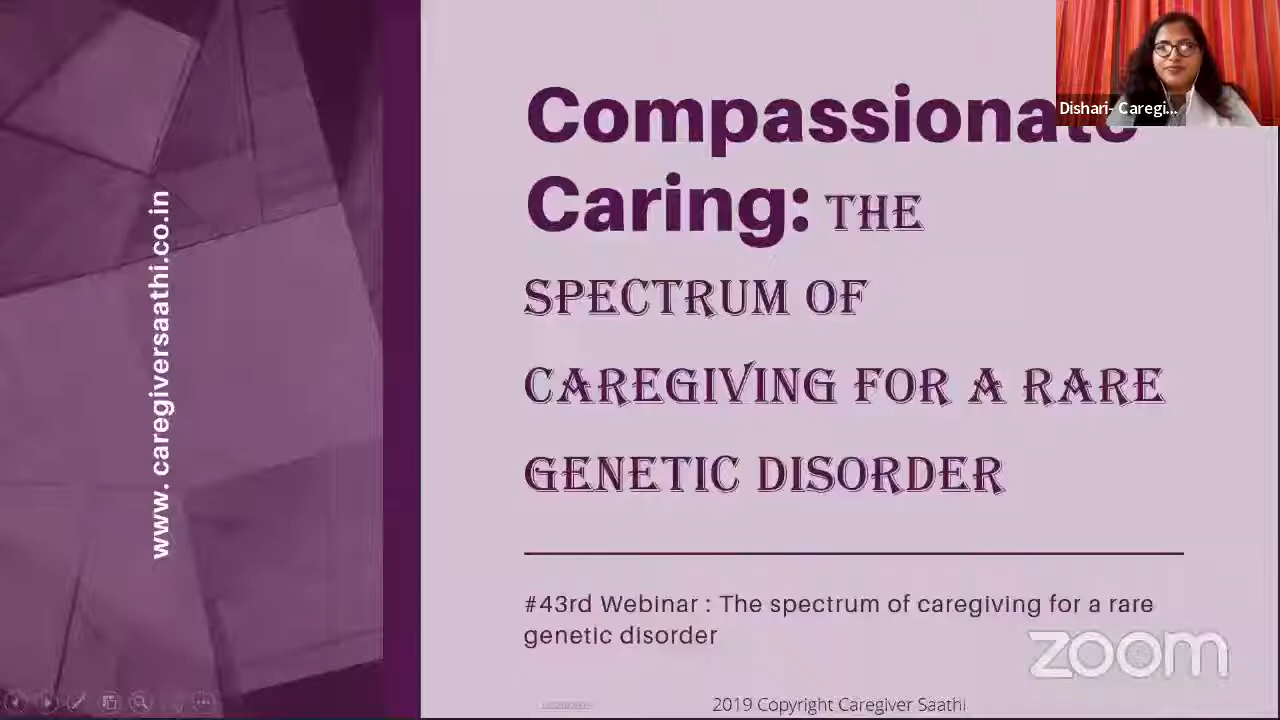 Compassionate
Caring: THE
SPECTRUM OF
CAREGIVING FOR A RARE
GENETIC DISORDER
#43rd Webinar : The spectrum of caregiving for a rare
genetic disorder
2019 Copyright Caregiver Saathi
www. caregiversaathi.co.in
Dishari- Caregi...
zoom